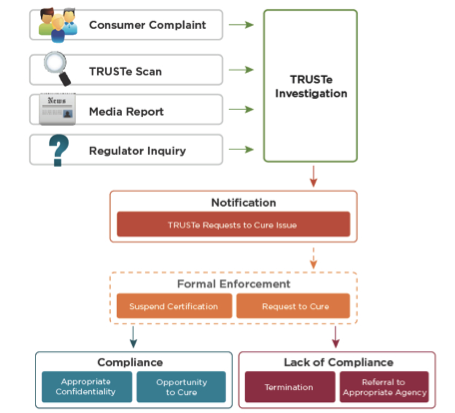 Consumer Complaint
TRUSTe Scan
News
Media Report
Regulator Inquiry
TRUSTe
Investigation
Notification
TRUSTe Requests to Cure Issue
Formal Enforcement
Suspend Certification
Request to Cure
Compliance
Appropriate
Confidentiality
Opportunity
to Cure
Lack of Compliance
Termination
Referral to
Appropriate Agency